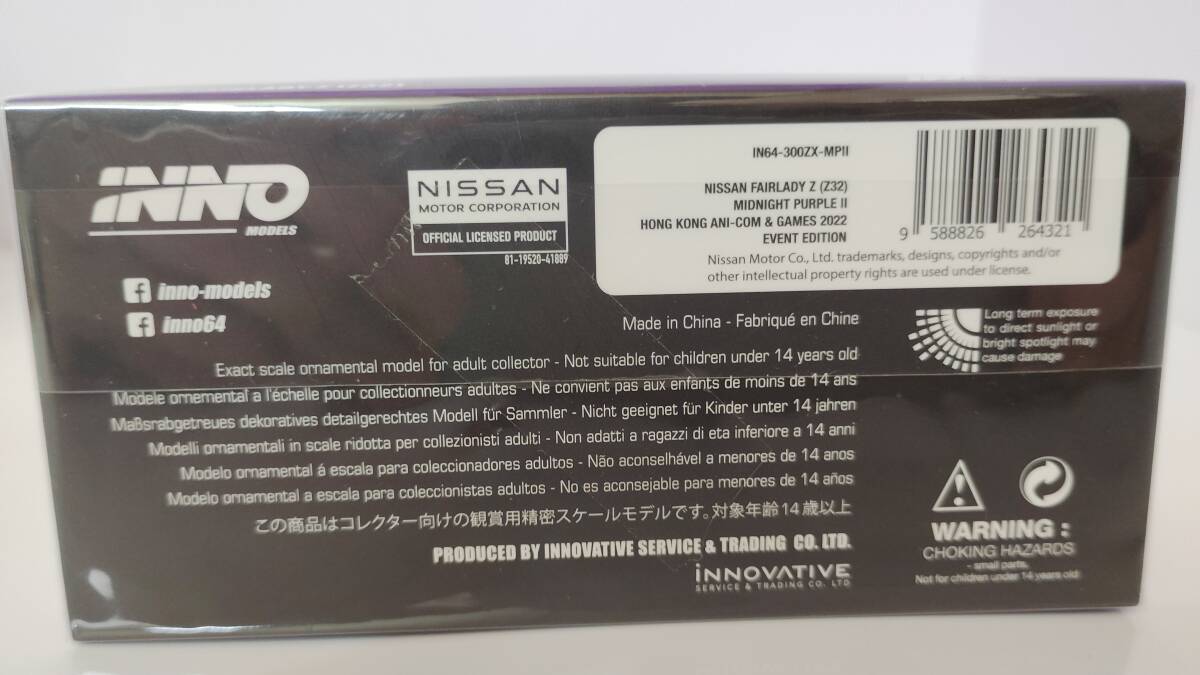 INNO
MODELS
inno-models
inno64
NISSAN
MOTOR CORPORATION
OFFICIAL LICENSED PRODUCT
81-19520-41889
IN64-300ZX-MPII
NISSAN FAIRLADY Z (Z32)
MIDNIGHT PURPLE II
HONG KONG ANI-COM & GAMES 2022
EVENT EDITION
9 588826 264321
Nissan Motor Co., Ltd. trademarks, designs, copyrights and/or
other intellectual property rights are used under license.
Made in China - Fabriqué en Chine
Long term exposure
to direct sunlight or
bright spotlight may
cause damage
Exact scale ornamental model for adult collector - Not suitable for children under 14 years old
Modele ornemental a l'échelle pour collectionneurs adultes - Ne convient pas aux enfants de moins de 14 ans
Maßsrabgetreues dekoratives detailgerechtes Modell für Sammler - Nicht geeignet für Kinder unter 14 jahren
Modelli ornamentali in scale ridotta per collezionisti adulti - Non adatti a ragazzi di eta inferiore a 14 anni
Modelo ornamental á escala para coleccionadores adultos - Não aconselhável a menores de 14 anos
Modelo ornamental a escala para coleccionistas adultos - No es aconsejable para menores de 14 años
この商品はコレクター向けの観賞用精密スケールモデルです。対象年齢14歳以上
PRODUCED BY INNOVATIVE SERVICE & TRADING CO. LTD.
INNOVATIVE
SERVICE & TRADING CO. LTD
WARNING :
CHOKING HAZARDS
- small parts.
Not for children under 14 years old